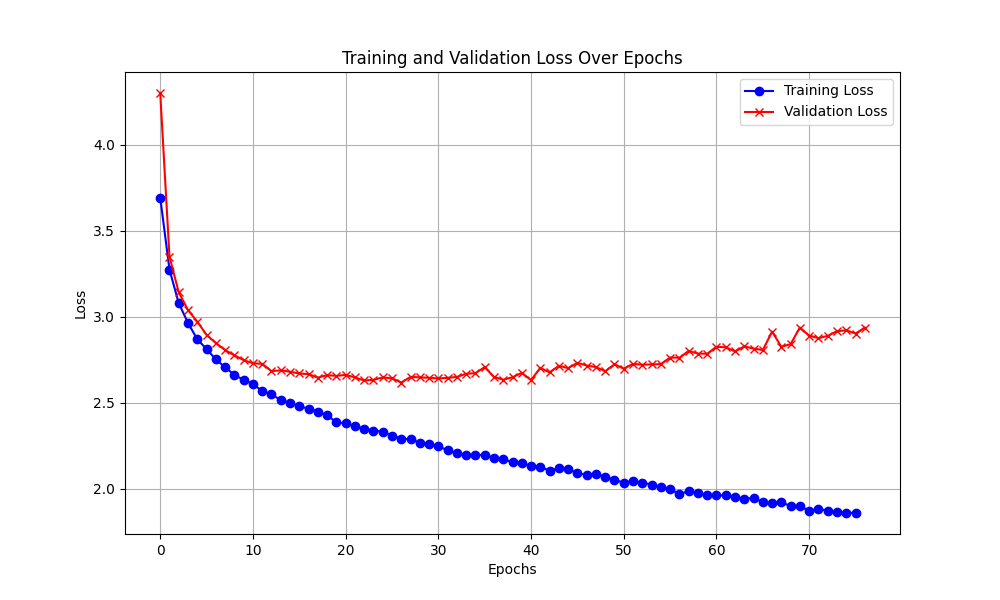 Training and Validation Loss Over Epochs
Training Loss
Validation Loss
4.0
3.5
3.0
2.5
2.0
Loss
0 10 20 30 40 50 60 70
Epochs